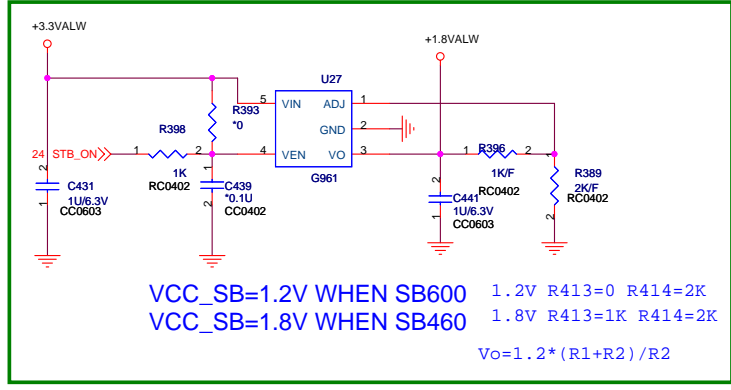 +3.3VALW
+1.8VALW
U27
R393
*0
5 VIN ADJ 1
GND 2
R398
24 STB_ON 1 2
1K
RC0402
4 VEN VO 3
G961
R396
1 2
1K/F
RC0402
1
R389
2K/F
RC0402
2
2
C431
1U/6.3V
CC0603
1
1
C439
*0.1U
CC0402
2
2
C441
1U/6.3V
CC0603
1
VCC_SB=1.2V WHEN SB600
1.2V R413=0 R414=2K
VCC_SB=1.8V WHEN SB460
1.8V R413=1K R414=2K
Vo=1.2*(R1+R2)/R2